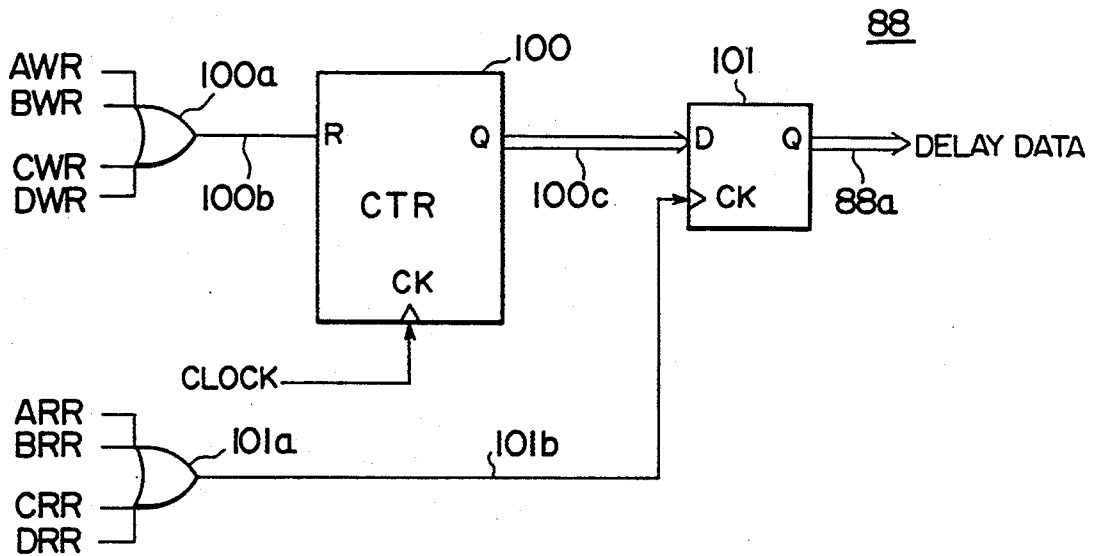 88
AWR
BWR
CWR
DWR
100a
100b
100
R
Q
CTR
CK
100c
101
D
Q
CK
88a
DELAY DATA
CLOCK
ARR
BRR
CRR
DRR
101a
101b